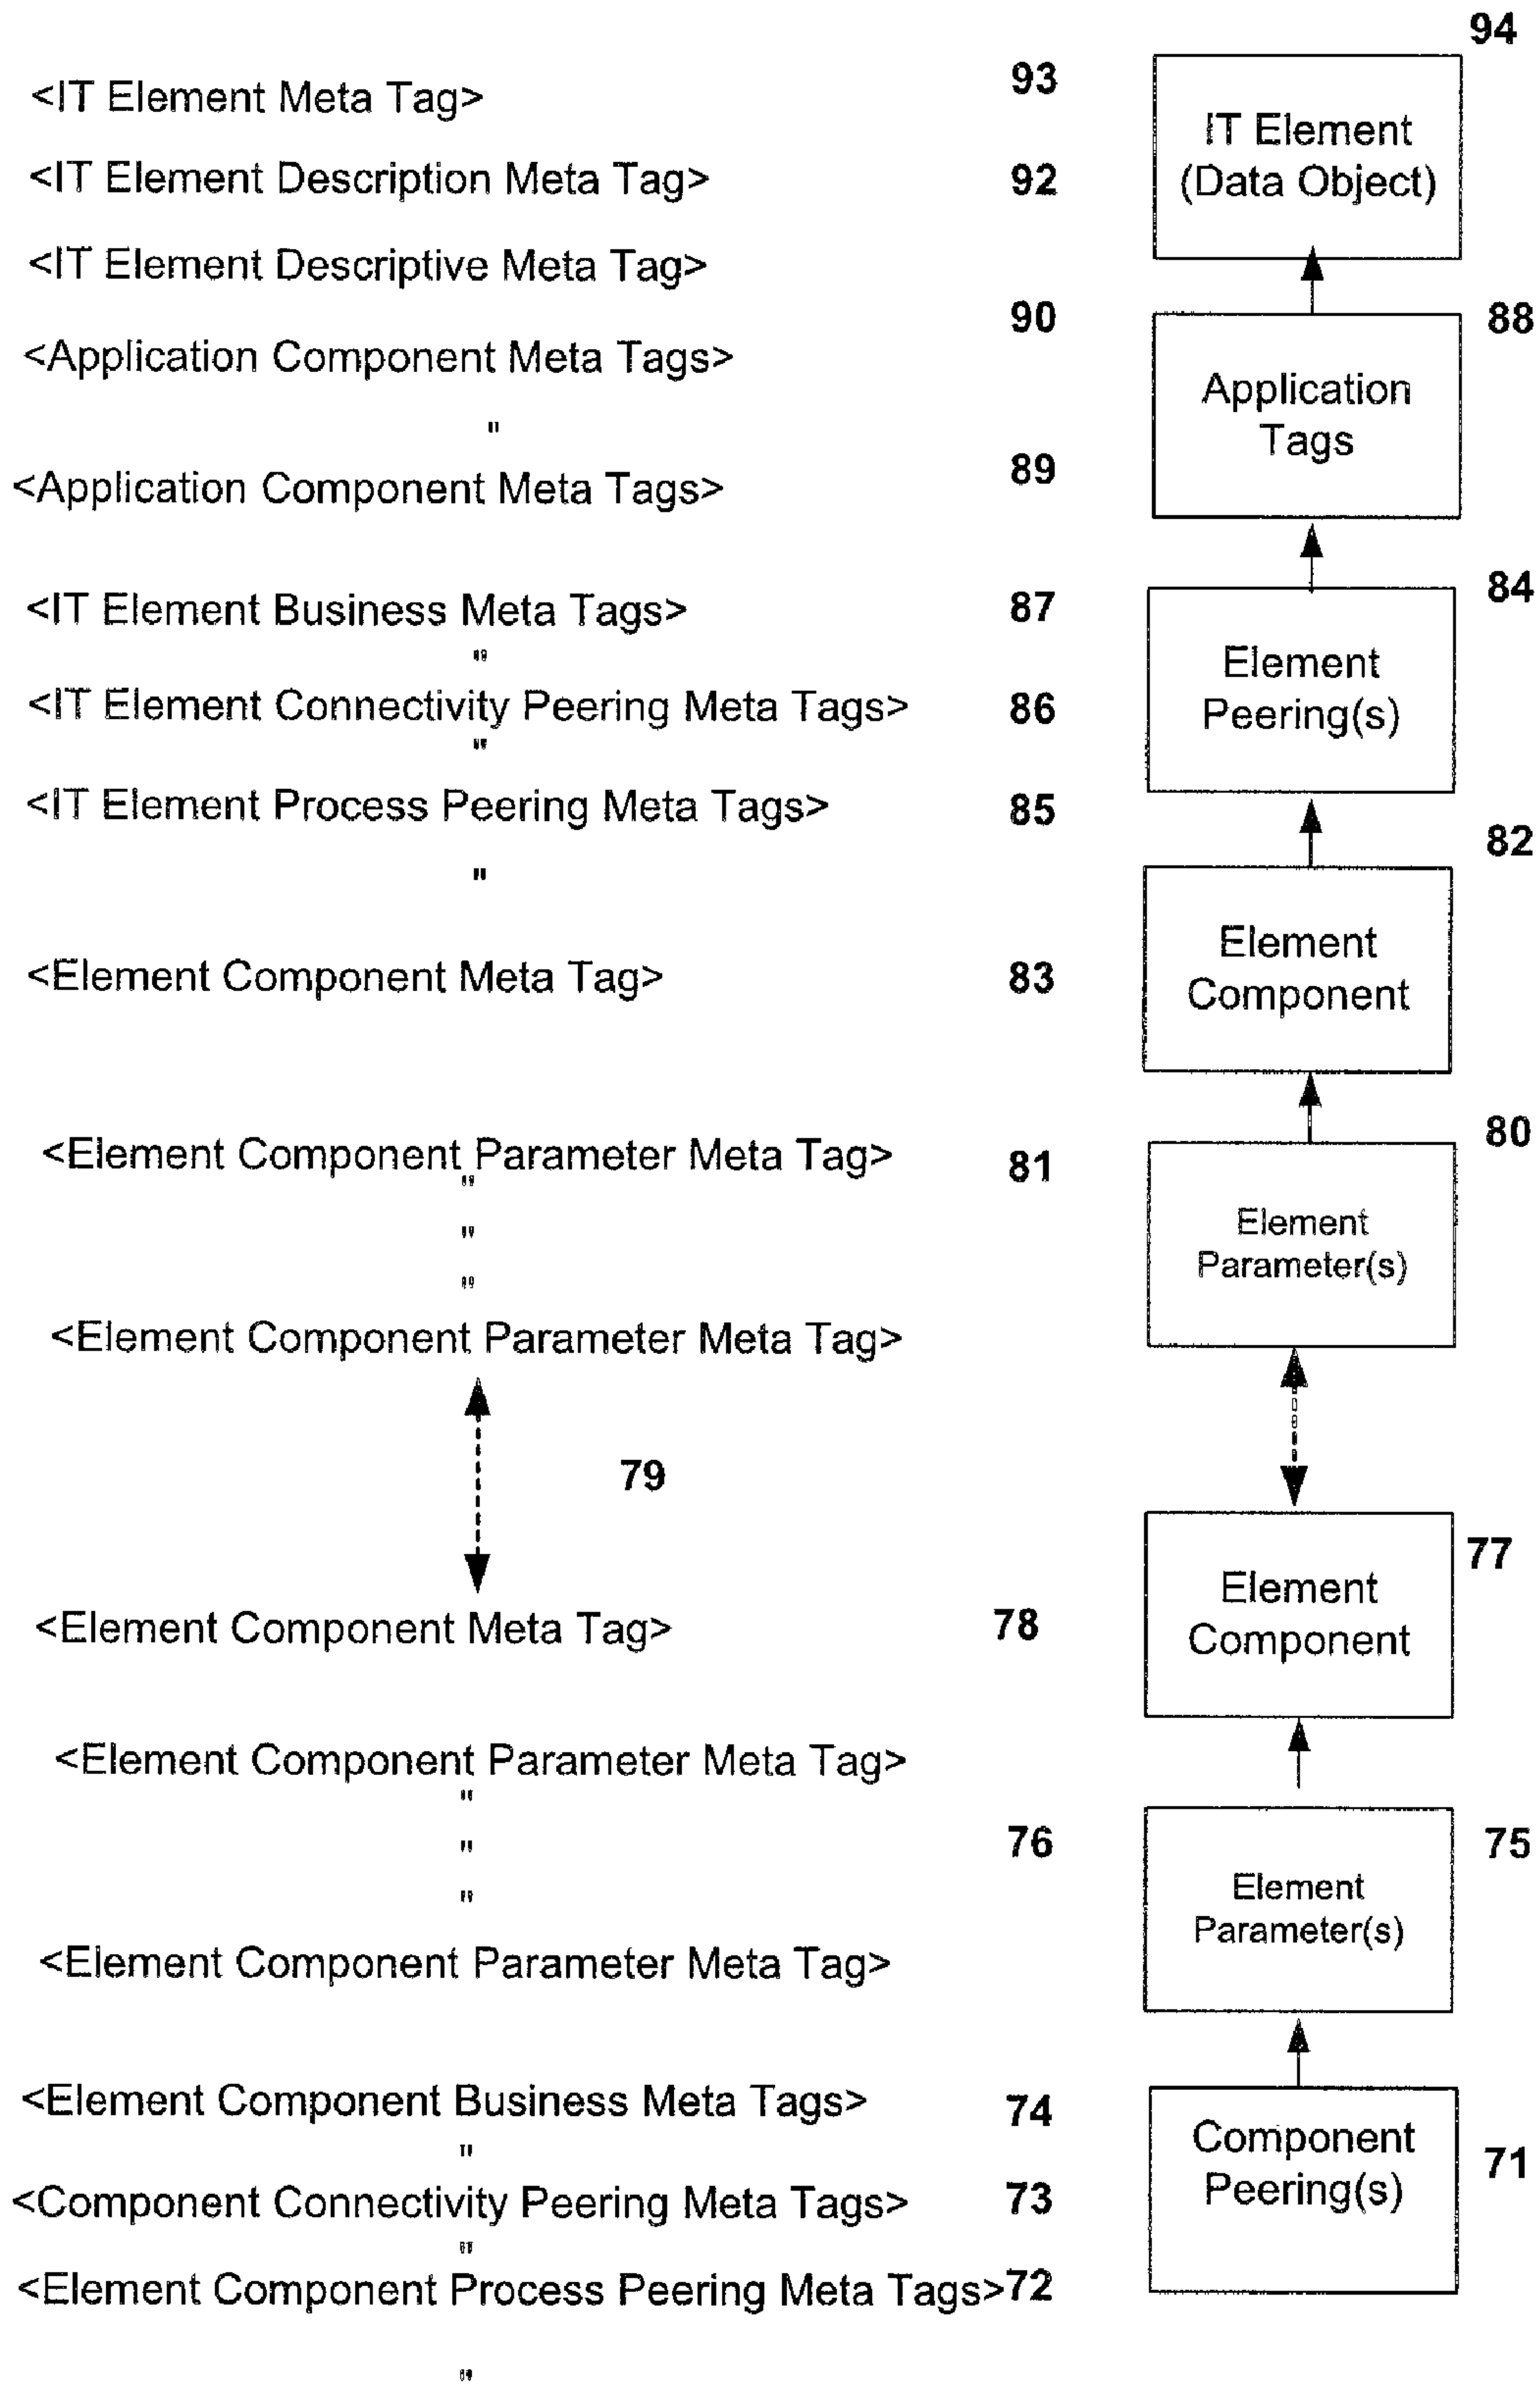 94
<IT Element Meta Tag> 93
IT Element
(Data Object)
<IT Element Description Meta Tag> 92
<IT Element Descriptive Meta Tag>
90
88
<Application Component Meta Tags>
Application
Tags
"
<Application Component Meta Tags> 89
<IT Element Business Meta Tags> 87
84
"
Element
Peering(s)
<IT Element Connectivity Peering Meta Tags> 86
"
<IT Element Process Peering Meta Tags> 85
82
"
Element
Component
<Element Component Meta Tag> 83
80
<Element Component Parameter Meta Tag> 81
"
"
"
Element
Parameter(s)
<Element Component Parameter Meta Tag>
79
77
Element
Component
<Element Component Meta Tag> 78
<Element Component Parameter Meta Tag>
"
"
"
76
75
Element
Parameter(s)
<Element Component Parameter Meta Tag>
<Element Component Business Meta Tags> 74
"
Component
Peering(s)
71
<Component Connectivity Peering Meta Tags> 73
"
<Element Component Process Peering Meta Tags>72
"